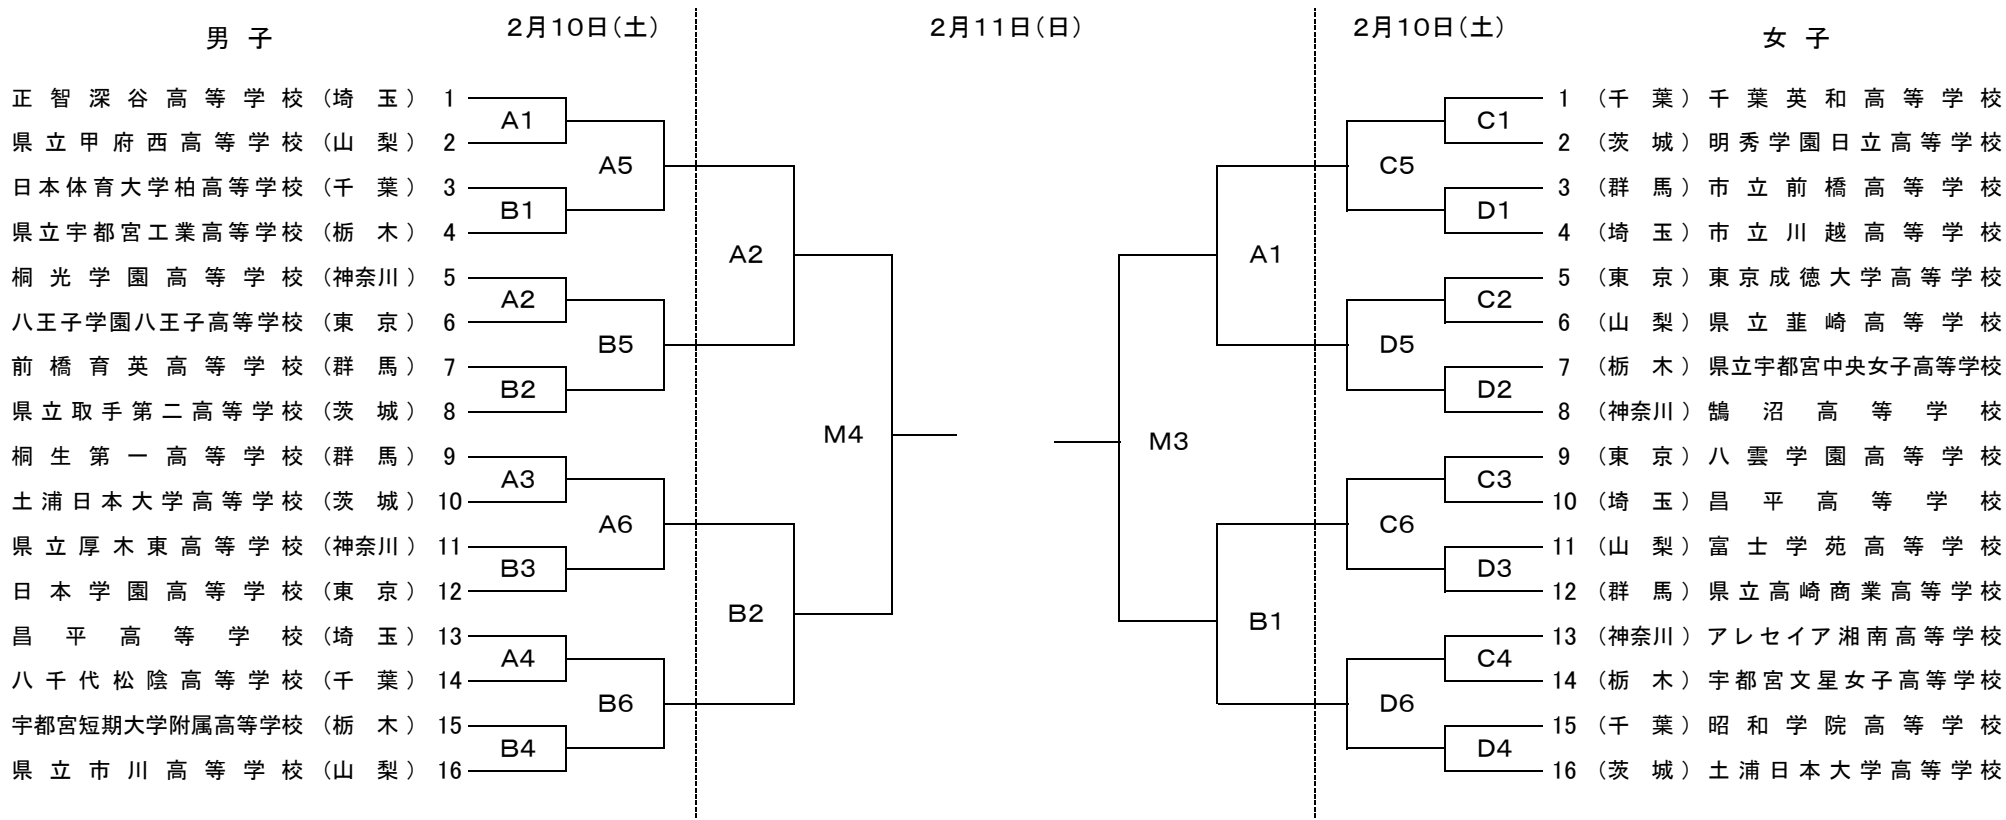 男子 2月10日(土) 2月11日(日) 2月10日(土) 女子
正智深谷高等学校 (埼玉) 1 1 (千葉) 千葉英和高等学校
A1 C1
県立甲府西高等学校 (山梨) 2 2 (茨城) 明秀学園日立高等学校
A5 C5
日本体育大学柏高等学校 (千葉) 3 3 (群馬) 市立前橋高等学校
B1 D1
県立宇都宮工業高等学校 (栃木) 4 4 (埼玉) 市立川越高等学校
A2 A1
桐光学園高等学校 (神奈川) 5 5 (東京) 東京成徳大学高等学校
A2 C2
八王子学園八王子高等学校 (東京) 6 6 (山梨) 県立韮崎高等学校
B5 D5
前橋育英高等学校 (群馬) 7 7 (栃木) 県立宇都宮中央女子高等学校
B2 D2
県立取手第二高等学校 (茨城) 8 8 (神奈川) 鵠沼高等学校
M4 M3
桐生第一高等学校 (群馬) 9 9 (東京) 八雲学園高等学校
A3 C3
土浦日本大学高等学校 (茨城) 10 10 (埼玉) 昌平高等学校
A6 C6
県立厚木東高等学校 (神奈川) 11 11 (山梨) 富士学苑高等学校
B3 D3
日本学園高等学校 (東京) 12 12 (群馬) 県立高崎商業高等学校
B2 B1
昌平高等学校 (埼玉) 13 13 (神奈川) アレセイア湘南高等学校
A4 C4
八千代松陰高等学校 (千葉) 14 14 (栃木) 宇都宮文星女子高等学校
B6 D6
宇都宮短期大学附属高等学校 (栃木) 15 15 (千葉) 昭和学院高等学校
B4 D4
県立市川高等学校 (山梨) 16 16 (茨城) 土浦日本大学高等学校